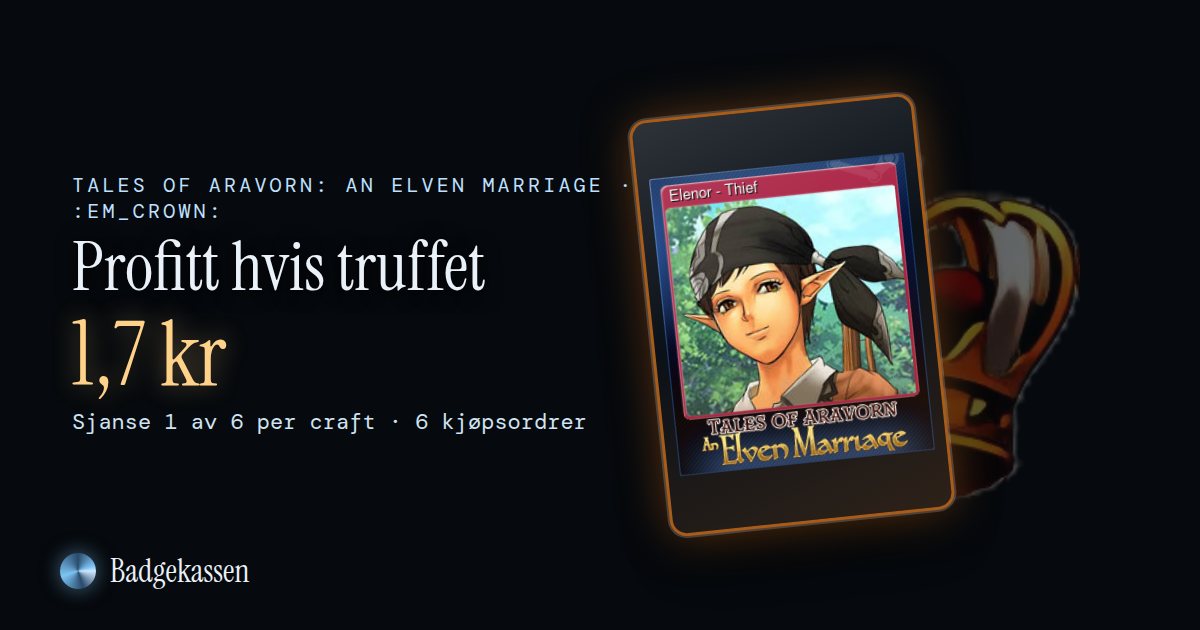 TALES OF ARAVORN: AN ELVEN MARRIAGE ·
:EM_CROWN:
Profitt hvis truffet
1,7 kr
Sjanse 1 av 6 per craft · 6 kjøpsordrer
Elenor - Thief
TALES OF ARAVORN
An Elven Marriage
Badgekassen